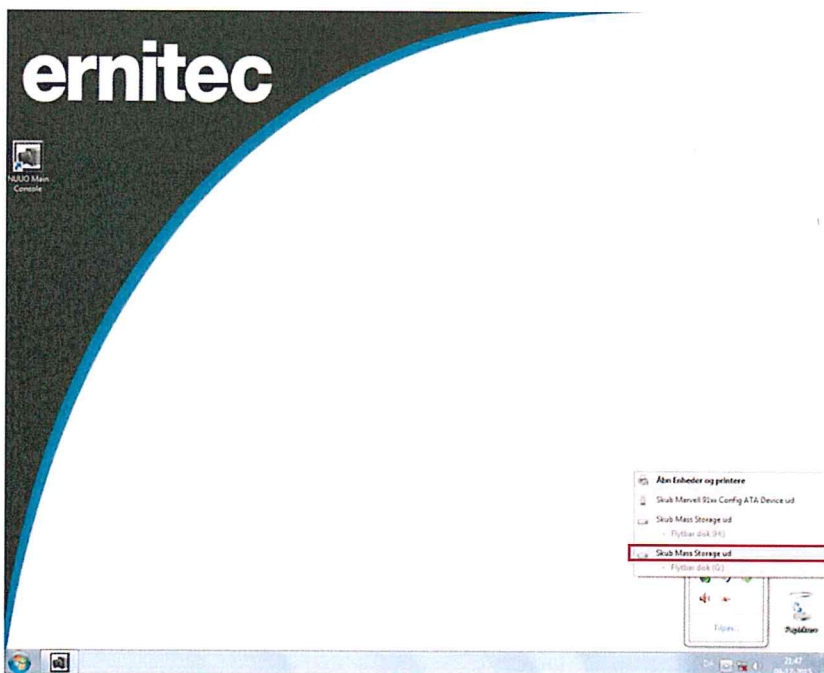 ernitec
NUUO Main
Console
Åbn Enheder og printere
Skub Marvell 91xx Config ATA Device ud
Skub Mass Storage ud
- Flytbar disk (H:)
Skub Mass Storage ud
- Flytbar disk (G:)
Tilpas...
Papirkurv
DA
21:47